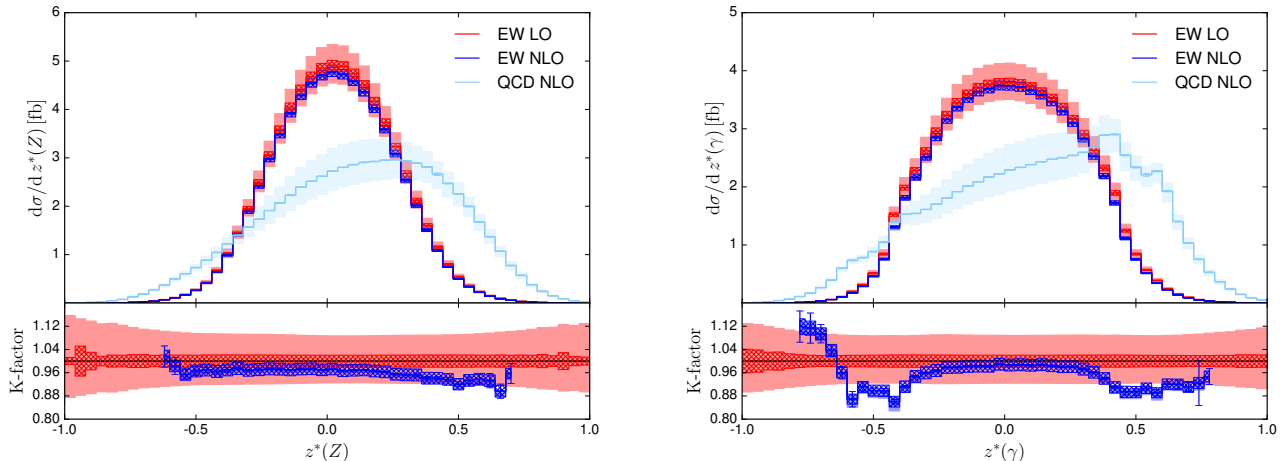 6
5
4
3
2
1
dσ/d z*(Z) [fb]
EW LO
EW NLO
QCD NLO
1.12
1.04
0.96
0.88
0.80
K-factor
-1.0 -0.5 0.0 0.5 1.0
z*(Z)
5
4
3
2
1
dσ/d z*(γ) [fb]
EW LO
EW NLO
QCD NLO
1.12
1.04
0.96
0.88
0.80
K-factor
-1.0 -0.5 0.0 0.5 1.0
z*(γ)